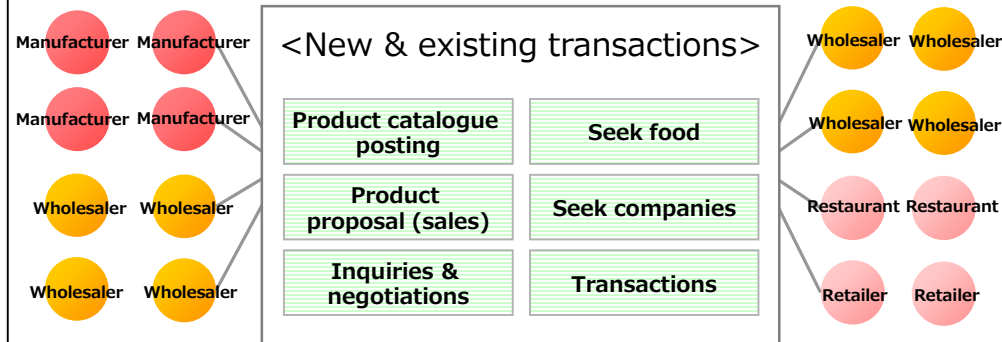 Manufacturer Manufacturer
Manufacturer Manufacturer
Wholesaler Wholesaler
Wholesaler Wholesaler
<New & existing transactions>
Product catalogue
posting
Seek food
Product
proposal (sales)
Seek companies
Inquiries &
negotiations
Transactions
Wholesaler Wholesaler
Wholesaler Wholesaler
Restaurant Restaurant
Retailer Retailer